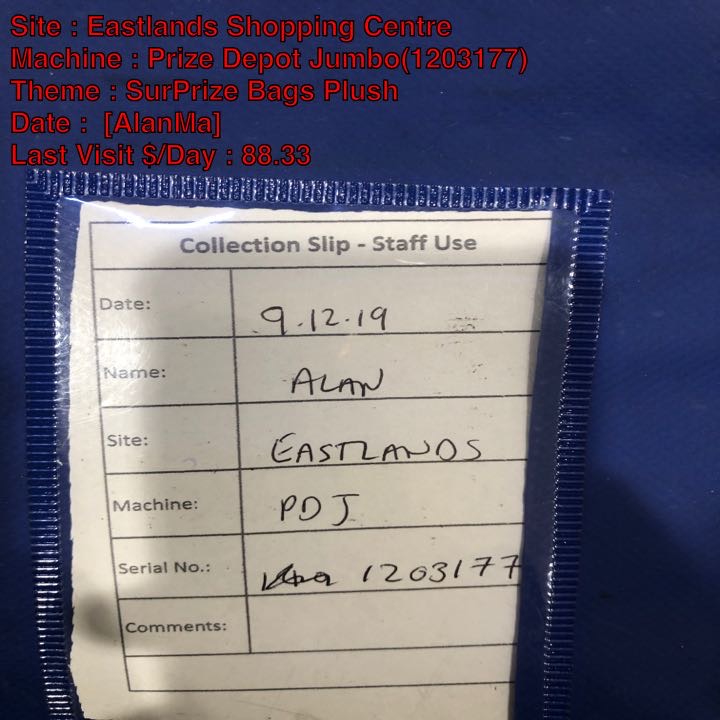 Site : Eastlands Shopping Centre
Machine : Prize Depot Jumbo(1203177)
Theme : SurPrize Bags Plush
Date :  [AlanMa]
Last Visit $/Day : 88.33
Collection Slip - Staff Use
Date: 9.12.19
Name: ALAN
Site: EASTLANDS
Machine: PDJ
Serial No.: 1203177
Comments: